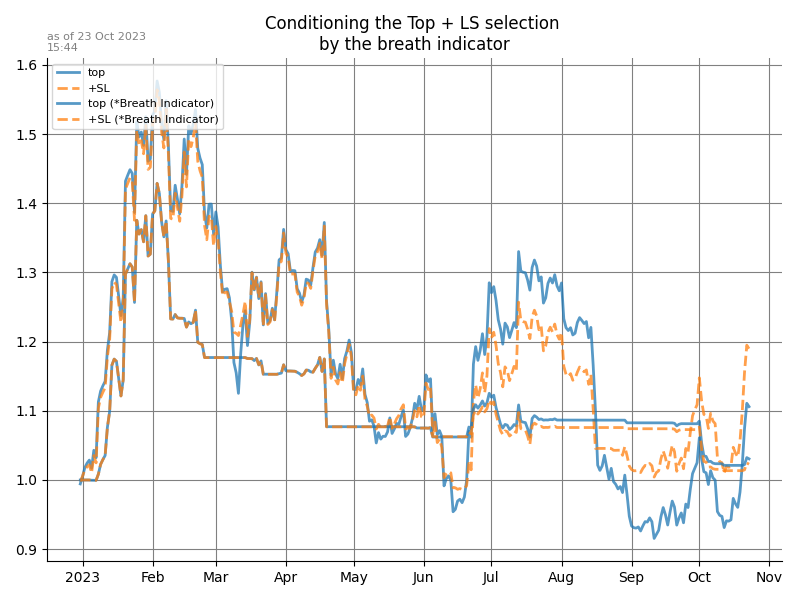 Conditioning the Top + LS selection
by the breath indicator
as of 23 Oct 2023
15:44
top
+SL
top (*Breath Indicator)
+SL (*Breath Indicator)
1.6
1.5
1.4
1.3
1.2
1.1
1.0
0.9
2023 Feb Mar Apr May Jun Jul Aug Sep Oct Nov